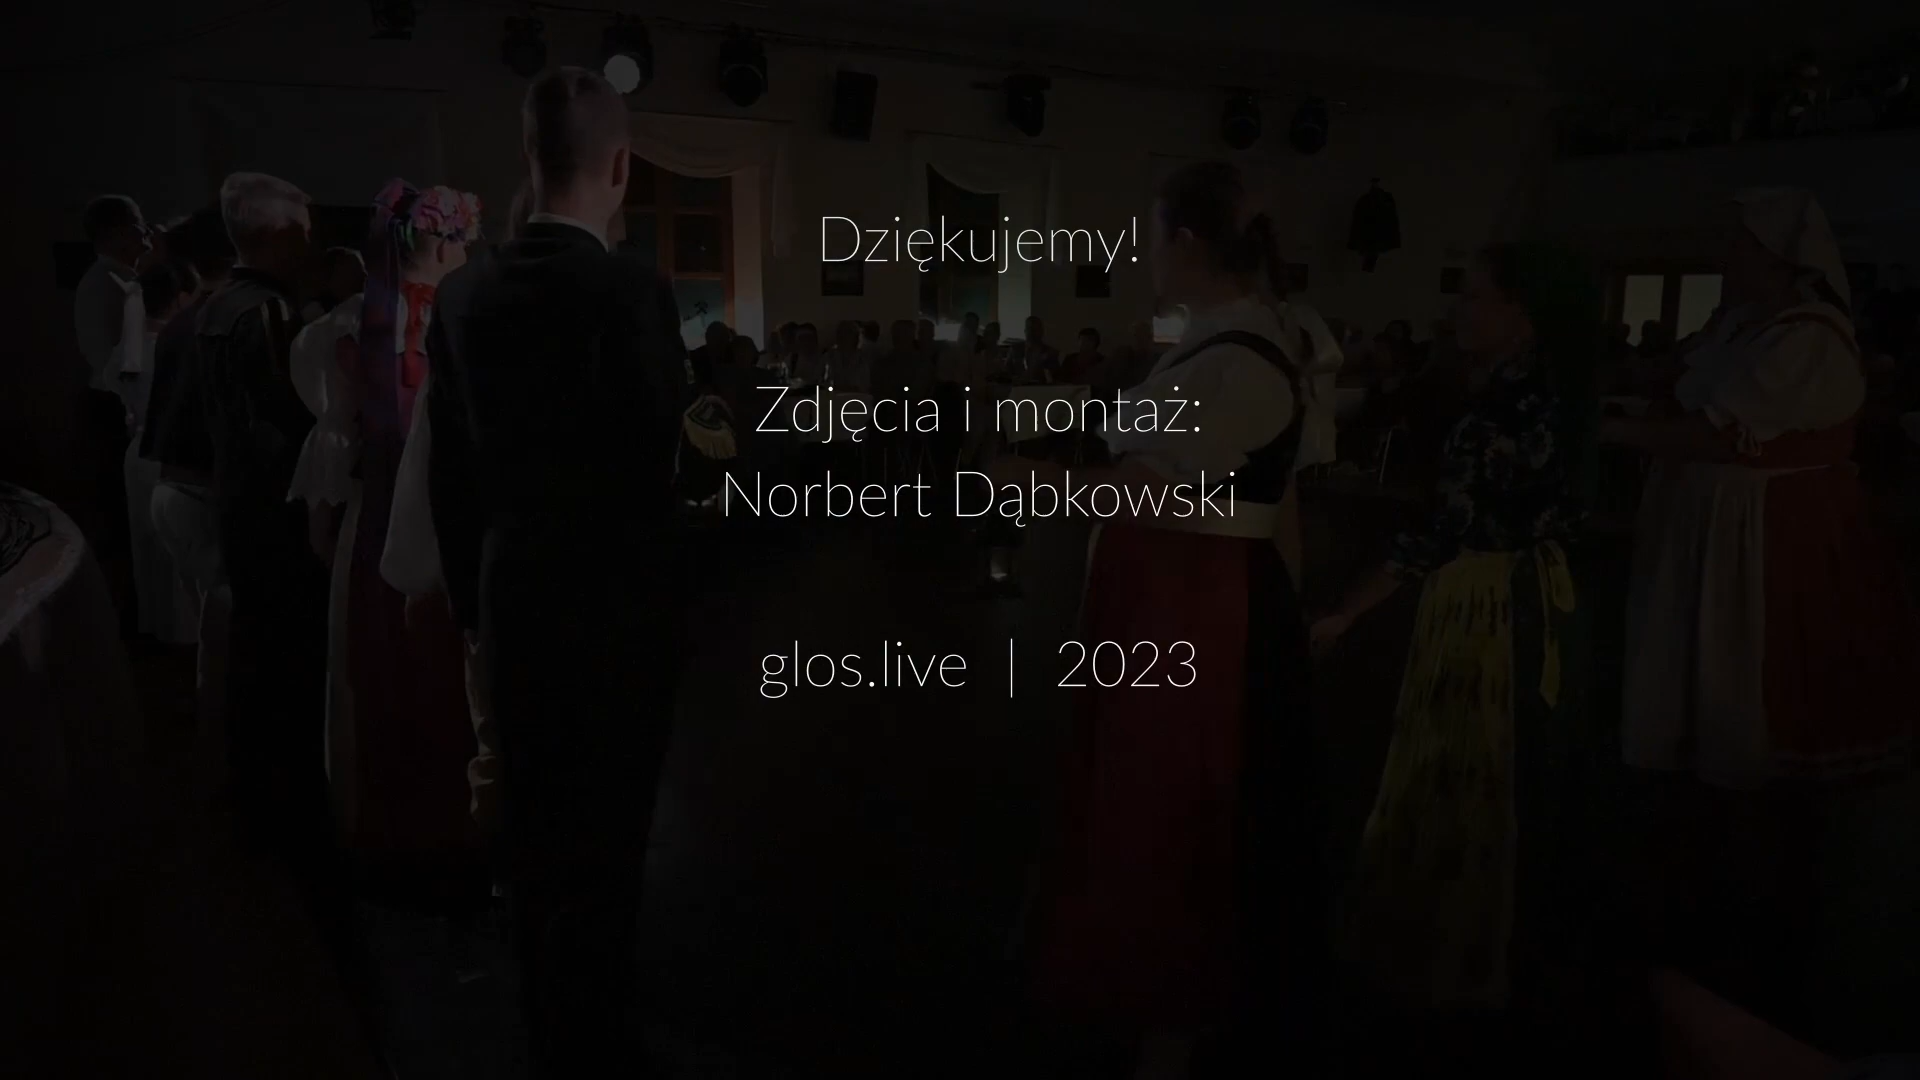 Dziękujemy!
Zdjęcia i montaż:
Norbert Dąbkowski
glos.live | 2023